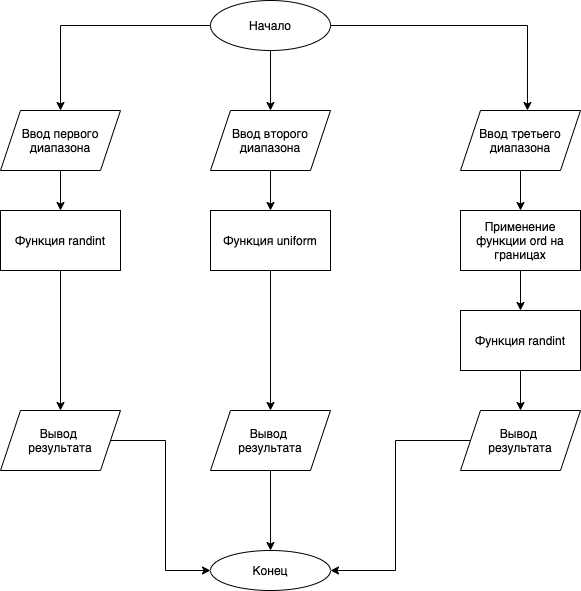 Начало
Ввод первого
диапазона
Ввод второго
диапазона
Ввод третьего
диапазона
Функция randint
Функция uniform
Применение
функции ord на
границах
Функция randint
Вывод
результата
Вывод
результата
Вывод
результата
Конец